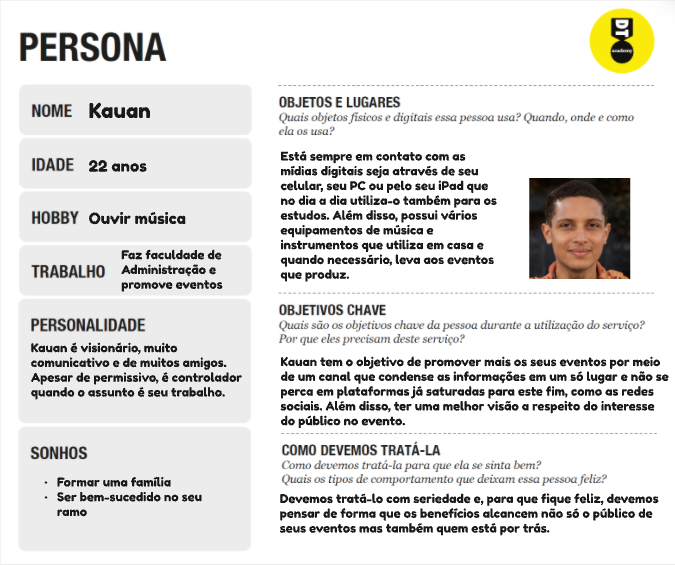 PERSONA
DT
academy
NOME Kauan
IDADE 22 anos
HOBBY Ouvir música
TRABALHO Faz faculdade de
Administração e
promove eventos
PERSONALIDADE
Kauan é visionário, muito
comunicativo e de muitos amigos.
Apesar de permissivo, é controlador
quando o assunto é seu trabalho.
SONHOS
· Formar uma família
· Ser bem-sucedido no seu
ramo
OBJETOS E LUGARES
Quais objetos físicos e digitais essa pessoa usa? Quando, onde e como
ela os usa?
Está sempre em contato com as
mídias digitais seja através de seu
celular, seu PC ou pelo seu iPad que
no dia a dia utiliza-o também para os
estudos. Além disso, possui vários
equipamentos de música e
instrumentos que utiliza em casa e
quando necessário, leva aos eventos
que produz.
OBJETIVOS CHAVE
Quais são os objetivos chave da pessoa durante a utilização do serviço?
Por que eles precisam deste serviço?
Kauan tem o objetivo de promover mais os seus eventos por meio
de um canal que condense as informações em um só lugar e não se
perca em plataformas já saturadas para este fim, como as redes
sociais. Além disso, ter uma melhor visão a respeito do interesse
do público no evento.
COMO DEVEMOS TRATÁ-LA
Como devemos tratá-la para que ela se sinta bem?
Quais os tipos de comportamento que deixam essa pessoa feliz?
Devemos tratá-lo com seriedade e, para que fique feliz, devemos
pensar de forma que os benefícios alcancem não só o público de
seus eventos mas também quem está por trás.